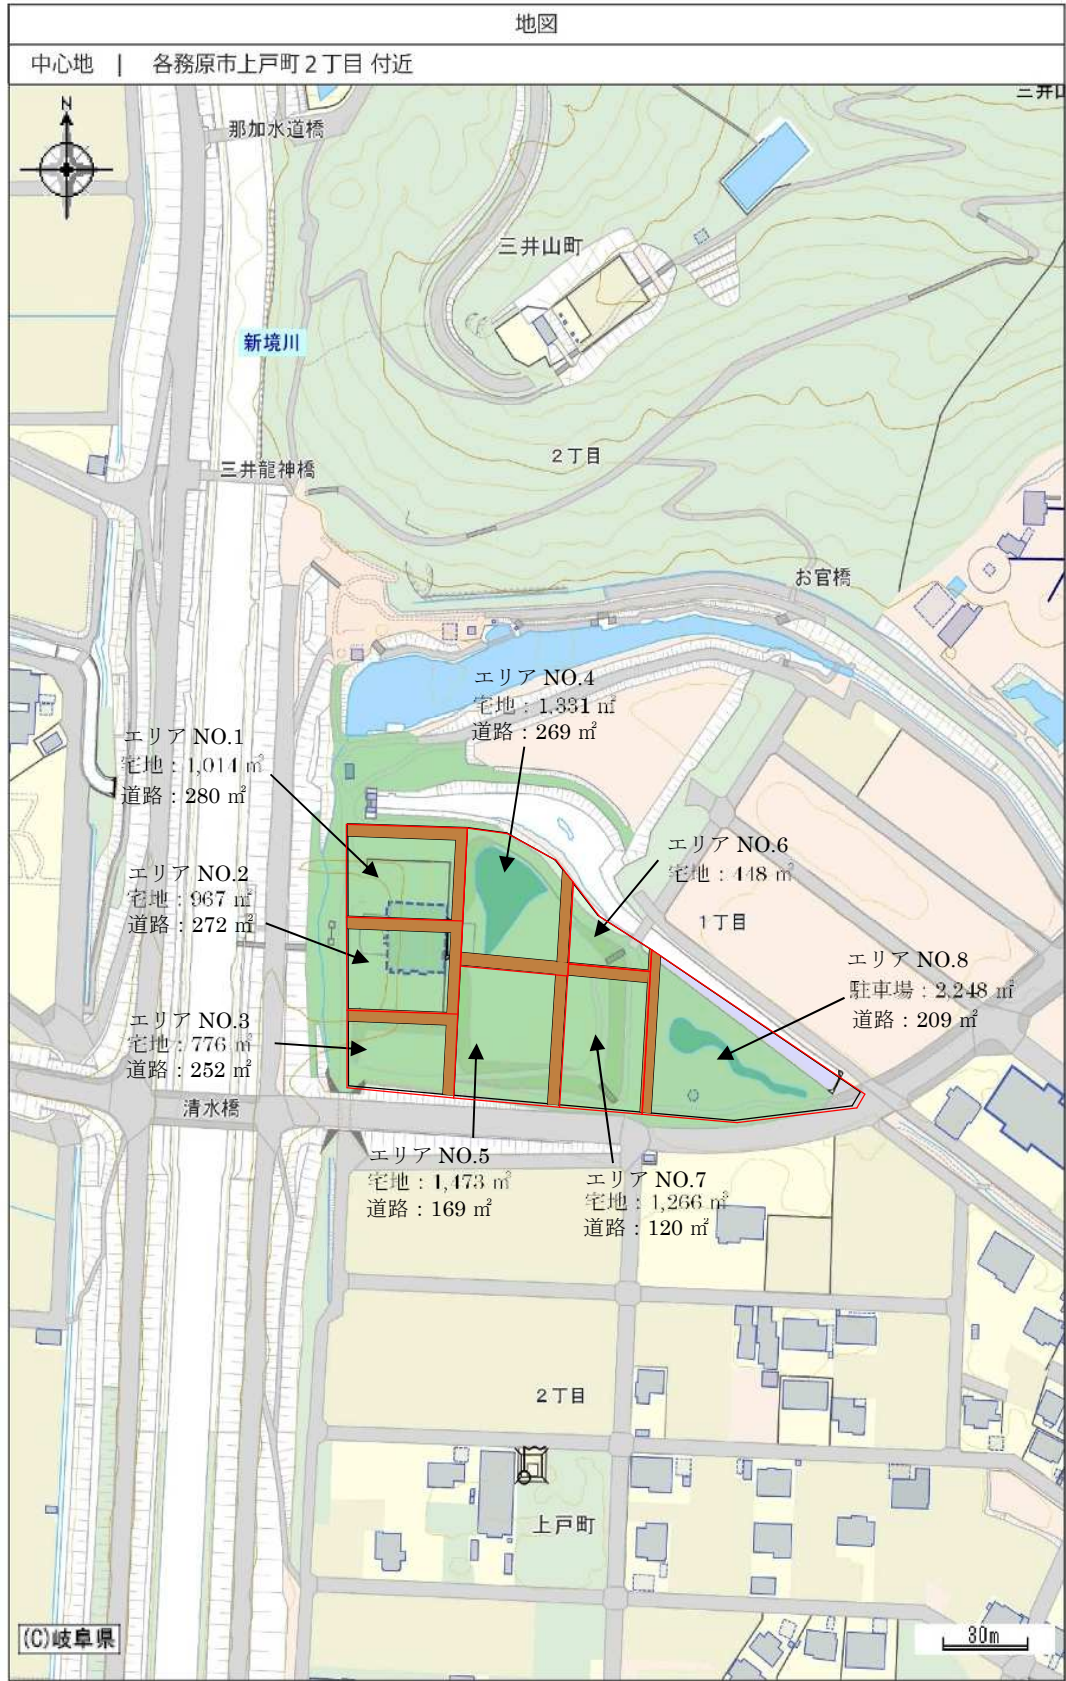 地図
中心地 | 各務原市上戸町２丁目 付近
三井山
N
那加水道橋
三井山町
新境川
２丁目
三井龍神橋
お官橋
エリア NO.4
宅地：1,331 ㎡
道路：269 ㎡
エリア NO.1
宅地：1,014 ㎡
道路：280 ㎡
エリア NO.6
宅地：448 ㎡
エリア NO.2
宅地：967 ㎡
道路：272 ㎡
１丁目
エリア NO.8
駐車場：2,248 ㎡
道路：209 ㎡
エリア NO.3
宅地：776 ㎡
道路：252 ㎡
清水橋
エリア NO.5
宅地：1,473 ㎡
道路：169 ㎡
エリア NO.7
宅地：1,266 ㎡
道路：120 ㎡
２丁目
上戸町
(C)岐阜県
30m